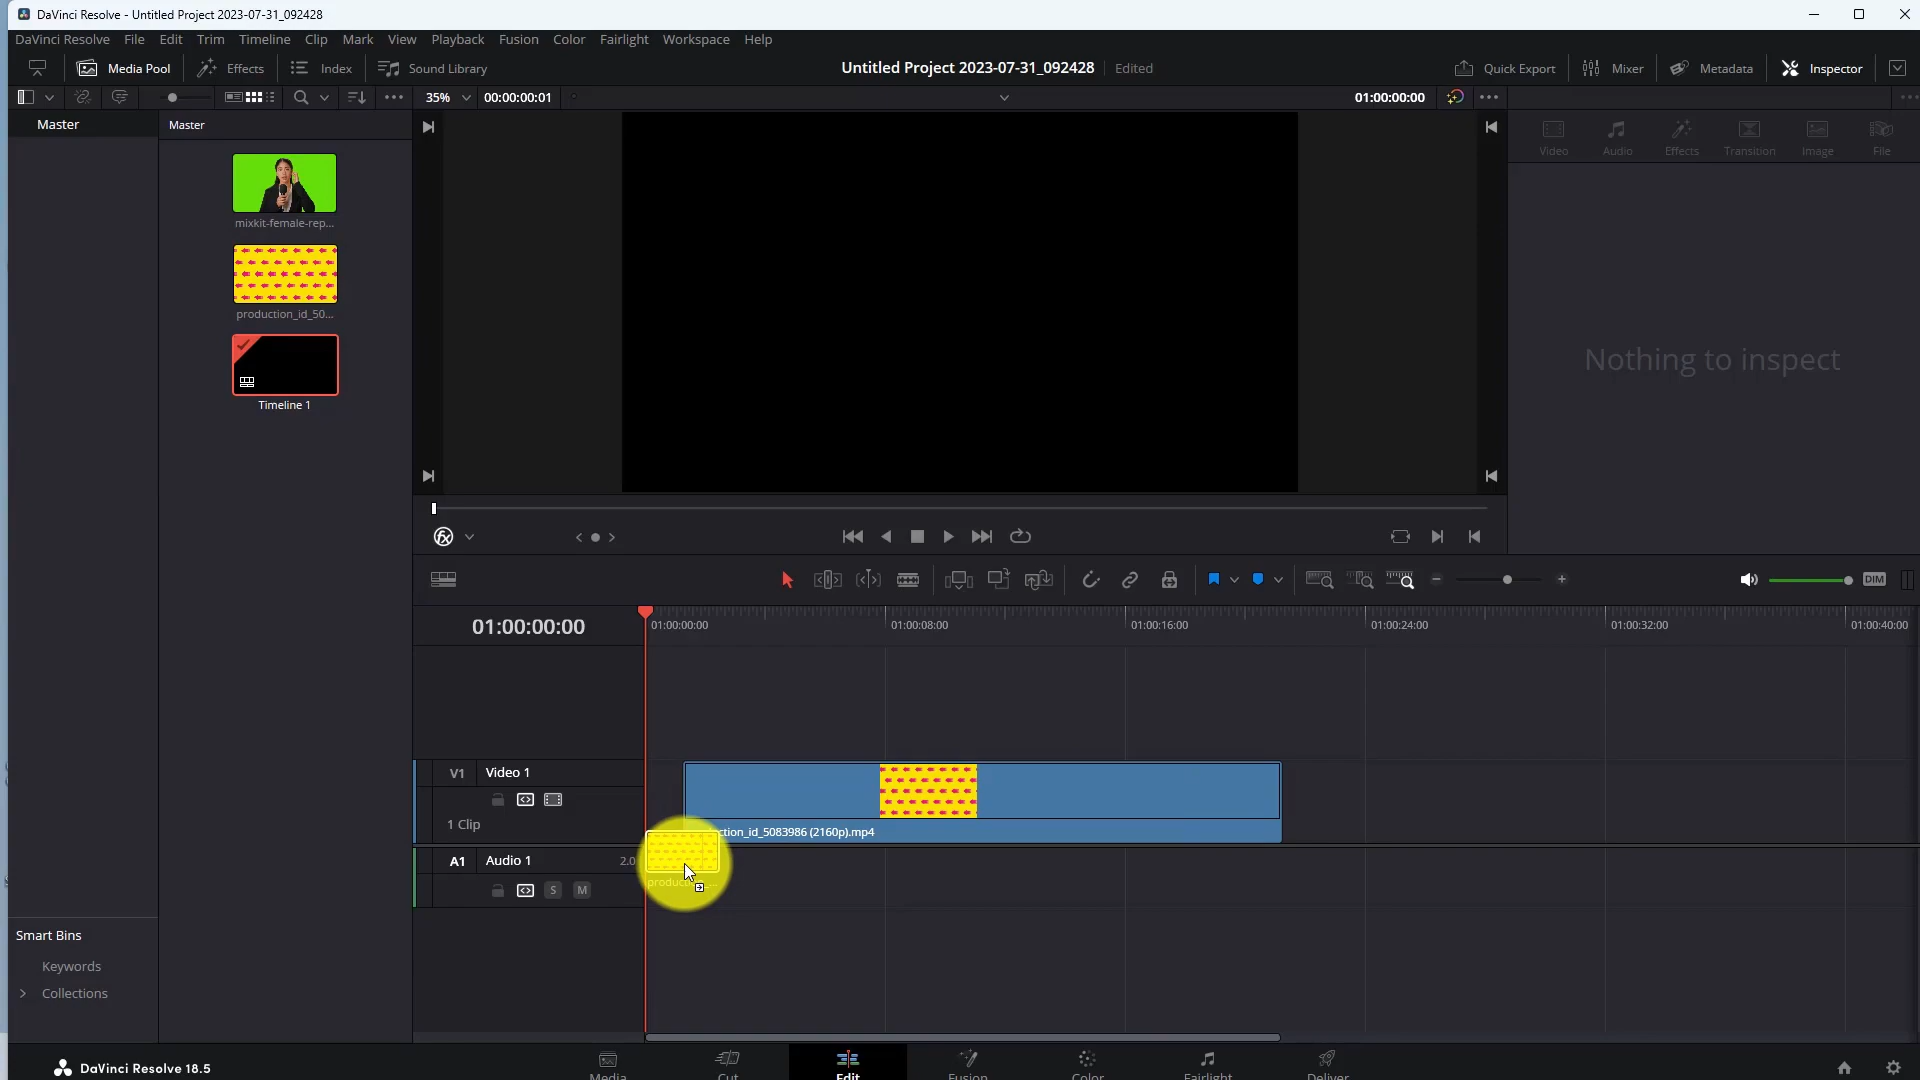 DaVinci Resolve - Untitled Project 2023-07-31_092428
DaVinci Resolve File Edit Trim Timeline Clip Mark View Playback Fusion Color Fairlight Workspace Help
Media Pool Effects Index Sound Library Untitled Project 2023-07-31_092428 Edited Quick Export Mixer Metadata Inspector
35% 00:00:00:01 01:00:00:00
Master Master
Video Audio Effects Transition Image File
mixkit-female-rep...
production_id_50...
Nothing to inspect
Timeline 1
fx
DIM
01:00:00:00 01:00:00:00 01:00:08:00 01:00:16:00 01:00:24:00 01:00:32:00 01:00:40:00
V1 Video 1
1 Clip
ction_id_5083986 (2160p).mp4
A1 Audio 1 2.0
S M
Smart Bins
Keywords
Collections
DaVinci Resolve 18.5
Media Cut Edit Fusion Color Fairlight Deliver